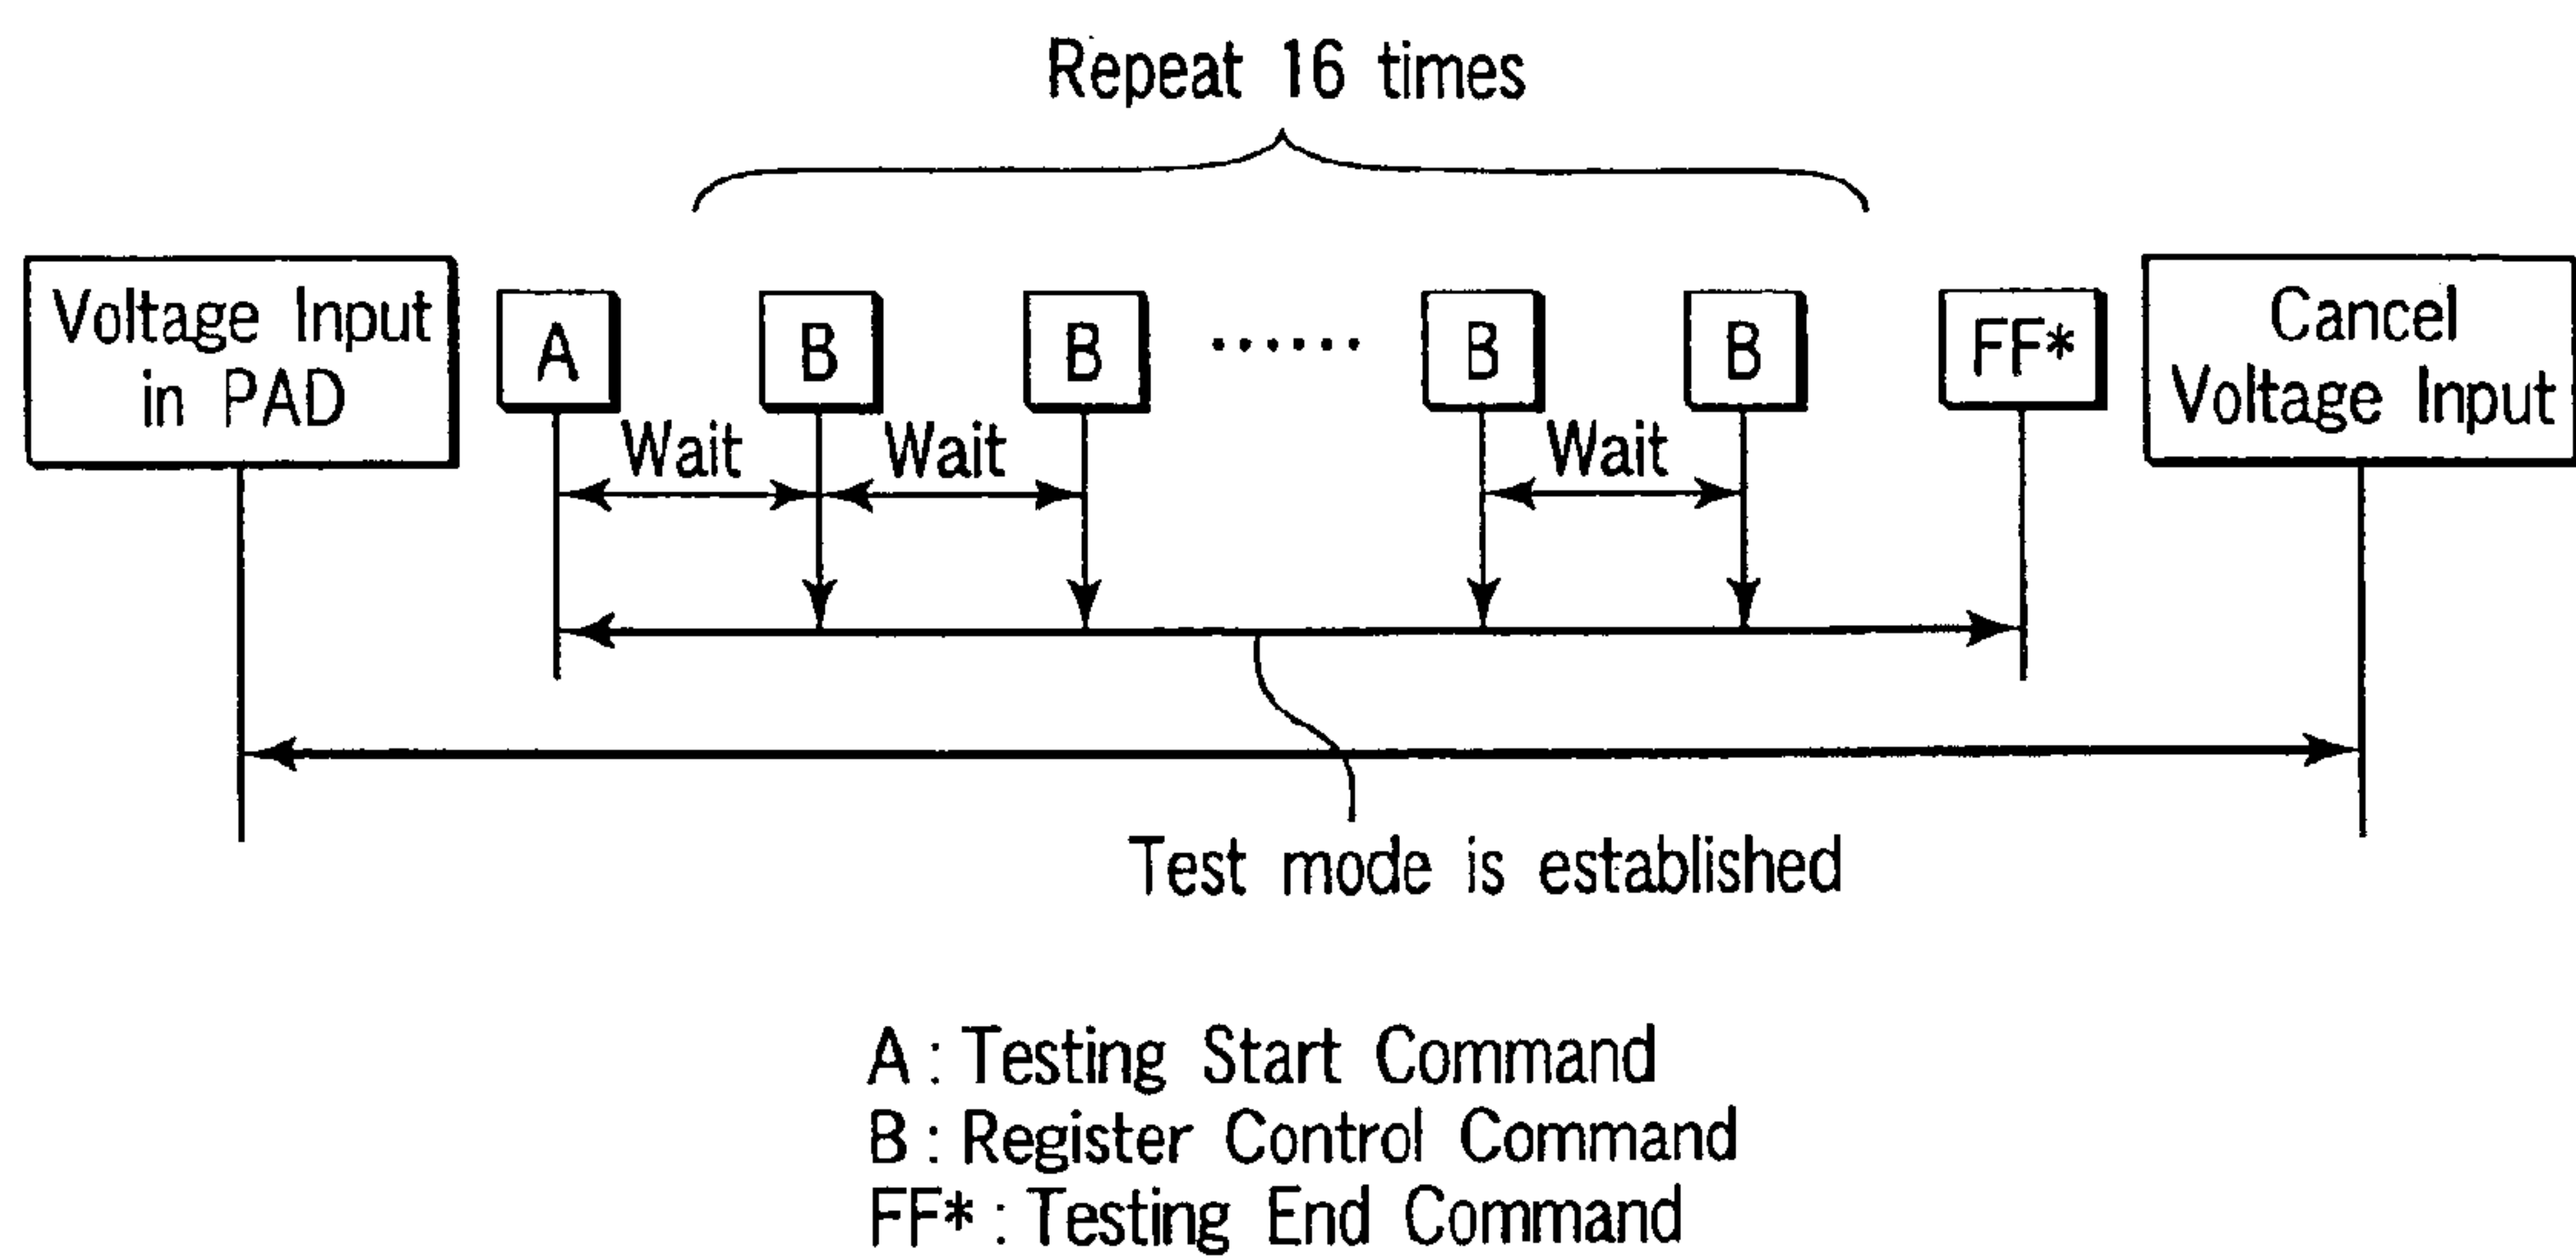 Repeat 16 times
Voltage Input
in PAD
A
B
B
......
B
B
FF*
Cancel
Voltage Input
Wait
Wait
Wait
Test mode is established
A : Testing Start Command
B : Register Control Command
FF* : Testing End Command